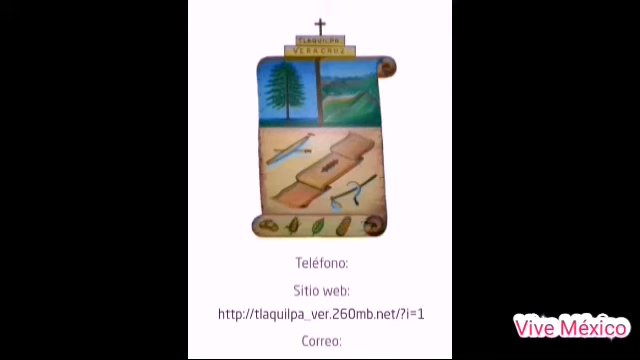 TLAQUILPA
VERACRUZ
Teléfono:
Sitio web:
http://tlaquilpa_ver.260mb.net/?i=1
Correo:
Vive México